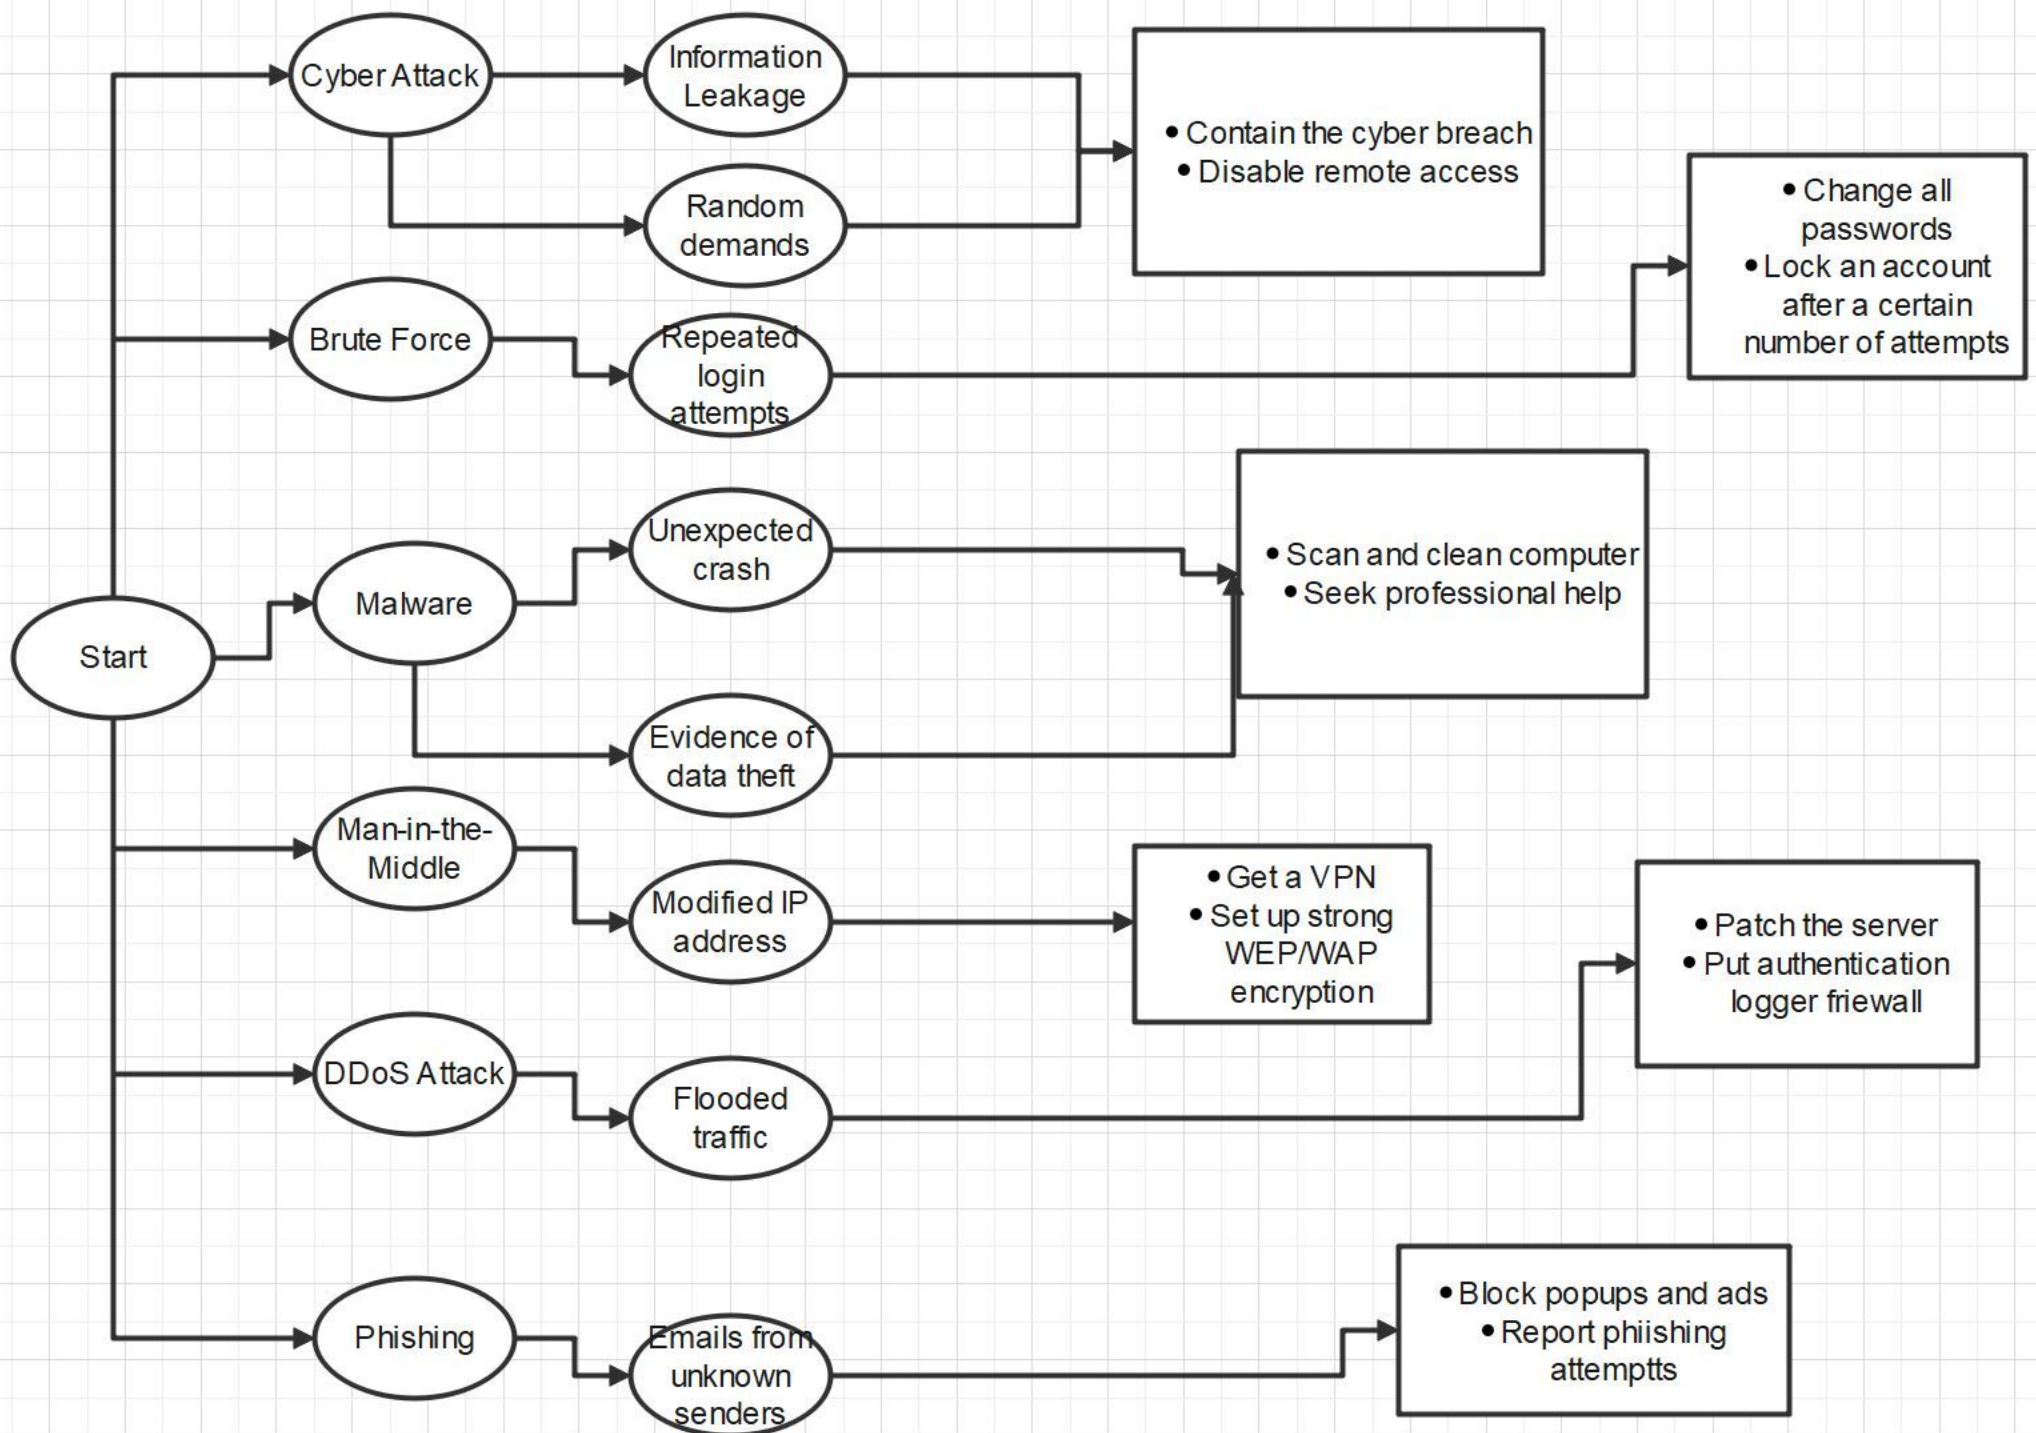 Cyber Attack
Information
Leakage
Random
demands
• Contain the cyber breach
• Disable remote access
• Change all
passwords
• Lock an account
after a certain
number of attempts
Brute Force
Repeated
login
attempts
Start
Malware
Unexpected
crash
Evidence of
data theft
• Scan and clean computer
• Seek professional help
Man-in-the-
Middle
Modified IP
address
• Get a VPN
• Set up strong
WEP/WAP
encryption
DDoS Attack
Flooded
traffic
• Patch the server
• Put authentication
logger friewall
Phishing
Emails from
unknown
senders
• Block popups and ads
• Report phiishing
attemptts